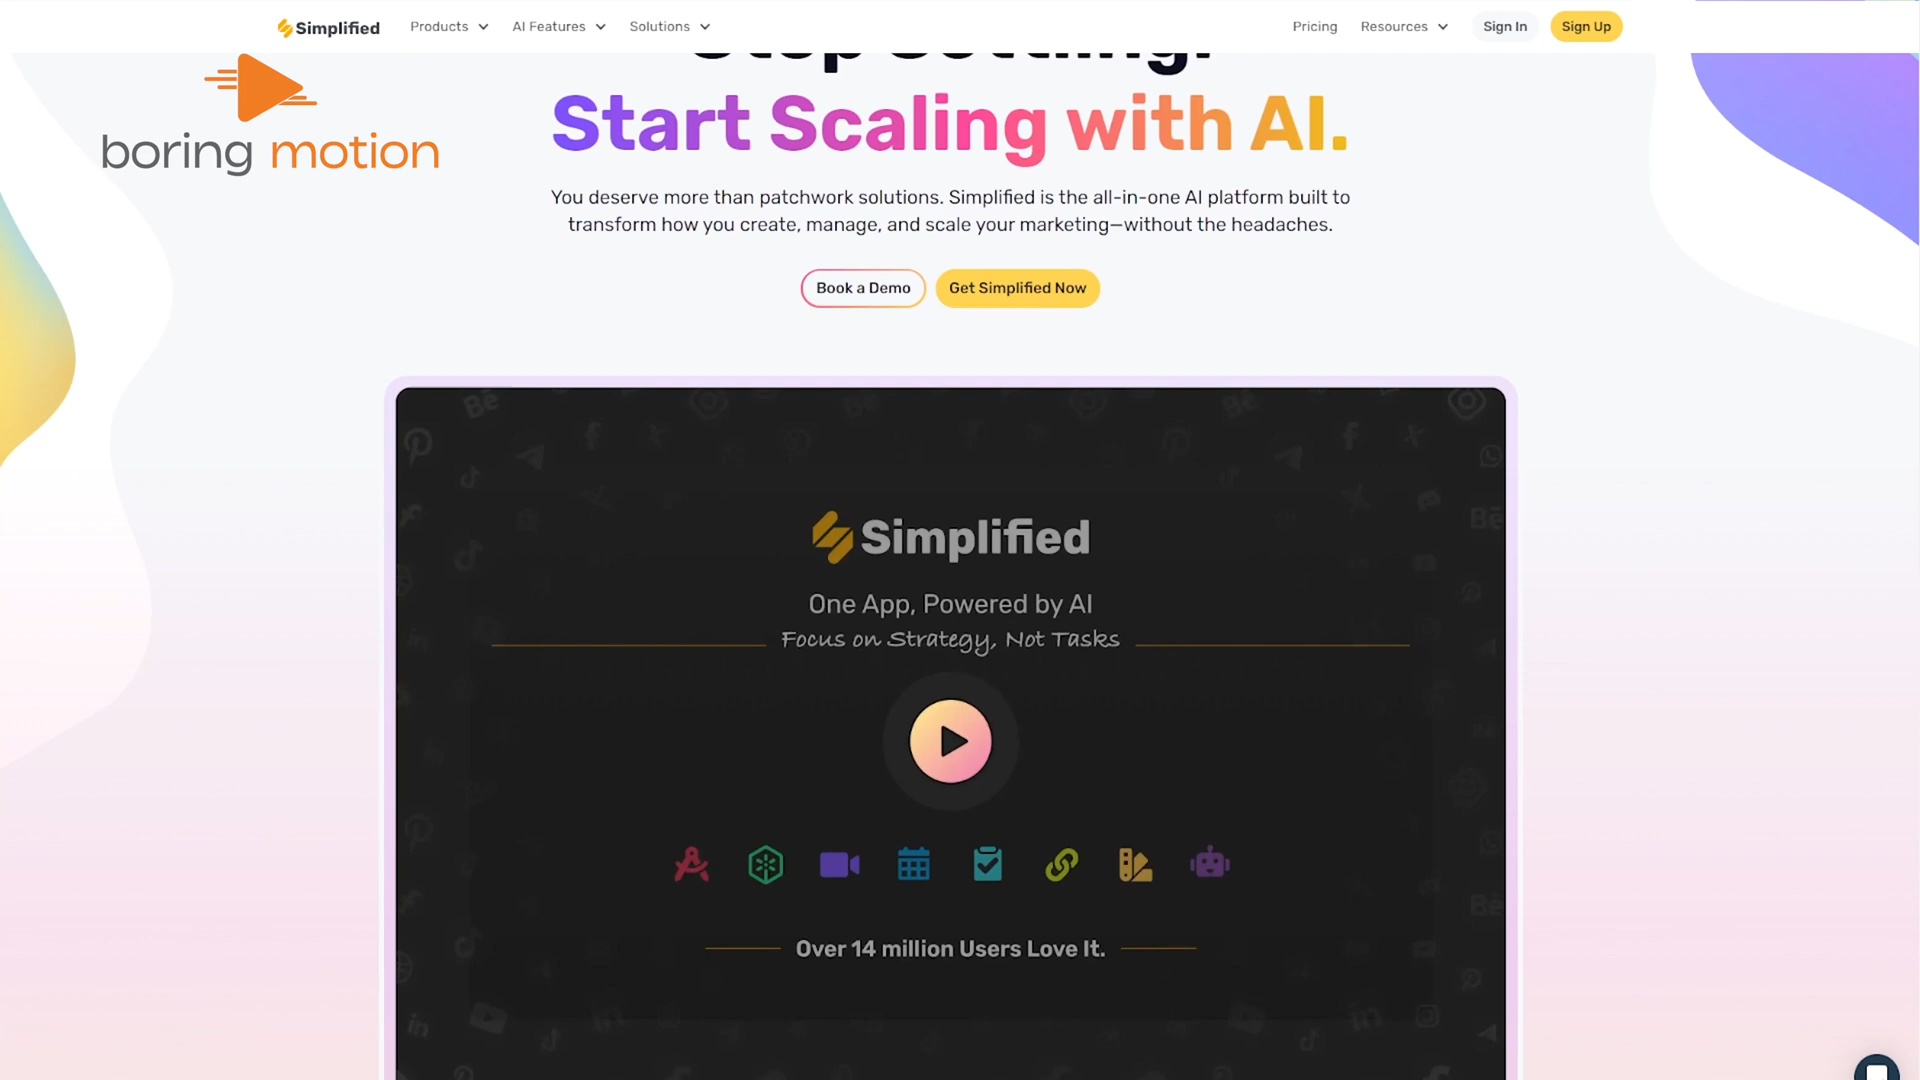 Simplified
Products
AI Features
Solutions
Pricing
Resources
Sign In
Sign Up
boring motion
Stop Settling.
Start Scaling with AI.
You deserve more than patchwork solutions. Simplified is the all-in-one AI platform built to
transform how you create, manage, and scale your marketing—without the headaches.
Book a Demo
Get Simplified Now
Simplified
One App, Powered by AI
Focus on Strategy, Not Tasks
Over 14 million Users Love It.